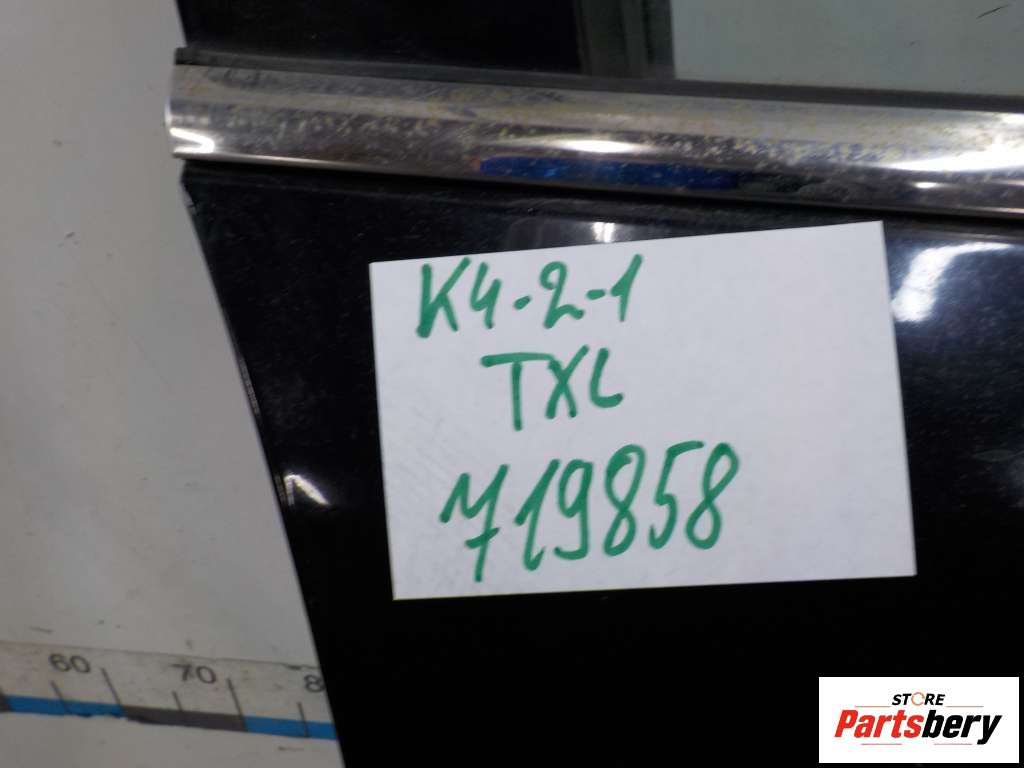 K4-2-1
TXL
719858
60 70 8
STORE
Partsbery